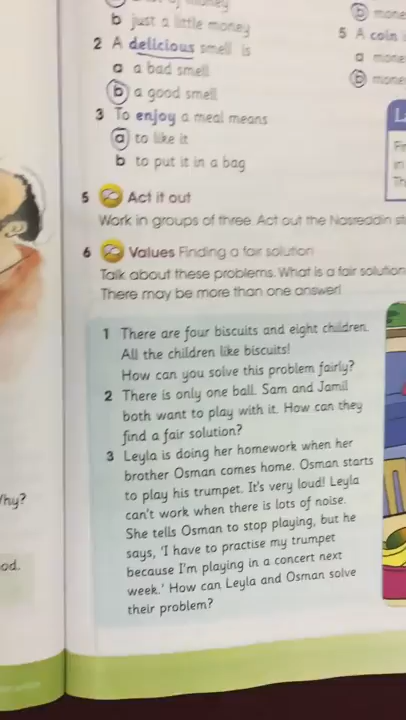 money
b just a little money
2 A delicious smell is
a a bad smell
b a good smell
3 To enjoy a meal means
a to like it
b to put it in a bag
5 Act it out
Work in groups of three. Act out the Nasreddin
6 Values Finding a fair solution
Talk about these problems. What is a fair solution
There may be more than one answer!
1 There are four biscuits and eight children.
All the children like biscuits!
How can you solve this problem fairly?
2 There is only one ball. Sam and Jamil
both want to play with it. How can they
find a fair solution?
3 Leyla is doing her homework when her
brother Osman comes home. Osman starts
to play his trumpet. It's very loud! Leyla
can't work when there is lots of noise.
She tells Osman to stop playing, but he
says, 'I have to practise my trumpet
because I'm playing in a concert next
week.' How can Leyla and Osman solve
their problem?
b mone
5 A coin
a mone
b mone
L
Fin
in
Th
hy?
od.